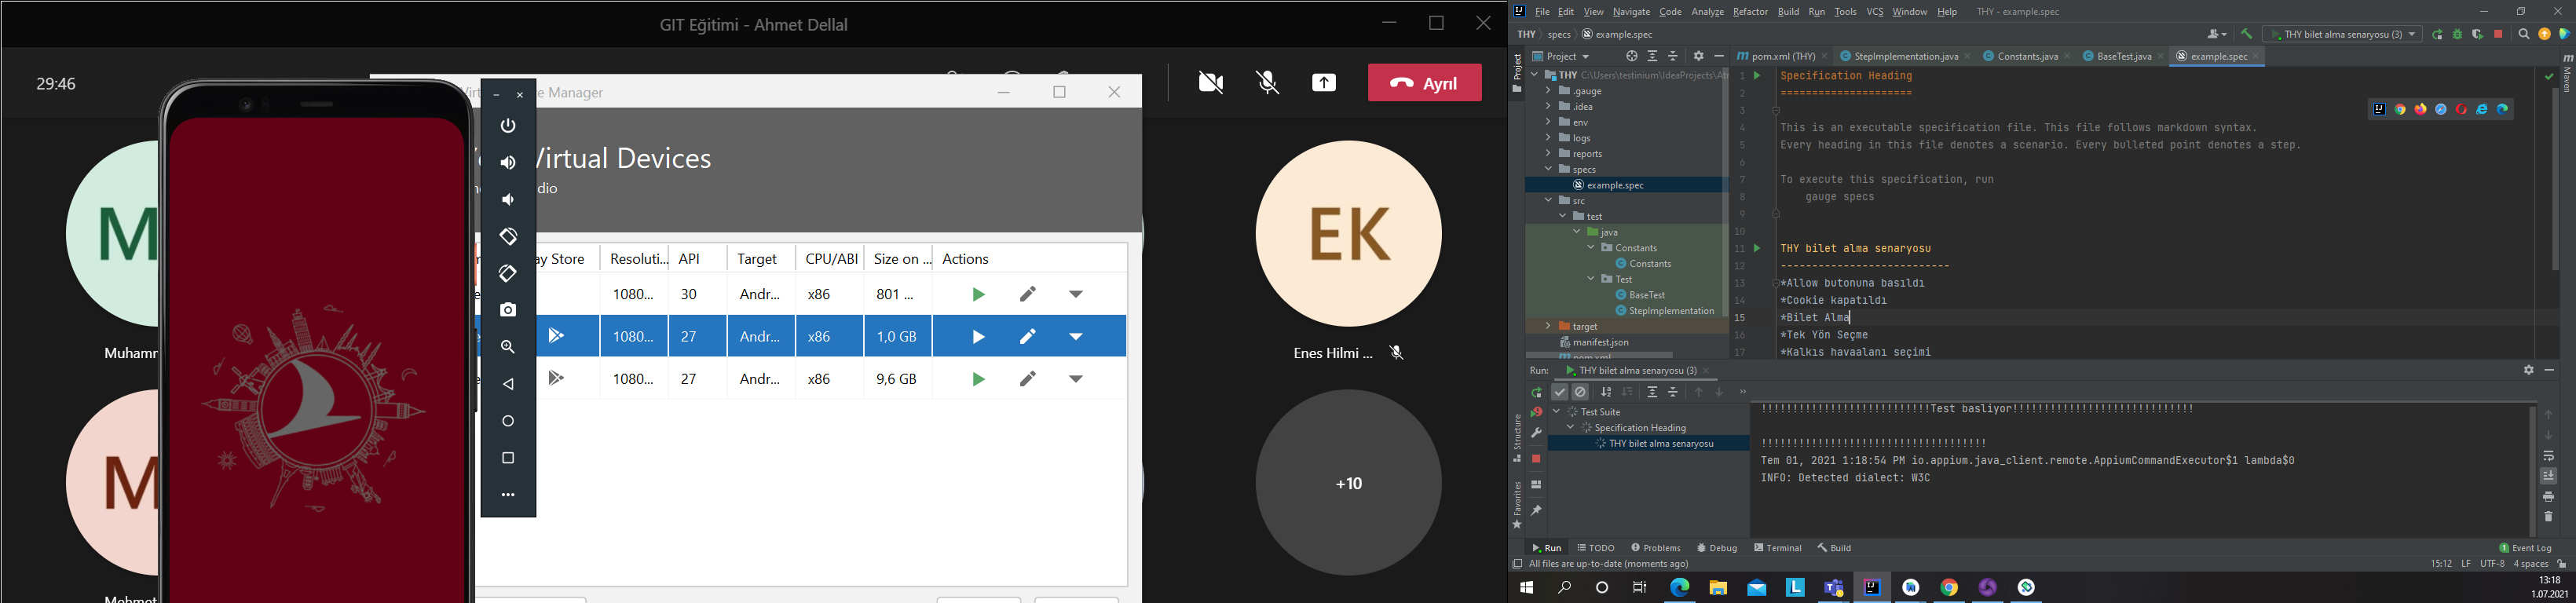 GIT Eğitimi - Ahmet Dellal
29:46
Ayrıl
Manager
Virtual Devices
dio
ay Store Resoluti... API Target CPU/ABI Size on ... Actions
1080... 30 Andr... x86 801 ...
1080... 27 Andr... x86 1,0 GB
1080... 27 Andr... x86 9,6 GB
M
Muhamm
M
Mehmet
EK
Enes Hilmi ...
+10
File Edit View Navigate Code Analyze Refactor Build Run Tools VCS Window Help THY - example.spec
THY specs example.spec
THY bilet alma senaryosu (3)
Project
pom.xml (THY) StepImplementation.java Constants.java BaseTest.java example.spec
Project
Maven
THY C:\Users\testinium\IdeaProjects\At
.gauge
.idea
env
logs
reports
specs
example.spec
src
test
java
Constants
Constants
Test
BaseTest
StepImplementation
target
manifest.json
pom.xml
1 Specification Heading
2 =====================
3
4 This is an executable specification file. This file follows markdown syntax.
5 Every heading in this file denotes a scenario. Every bulleted point denotes a step.
6
7 To execute this specification, run
8 gauge specs
9
10
11 THY bilet alma senaryosu
12 ---------------------------
13 *Allow butonuna basıldı
14 *Cookie kapatıldı
15 *Bilet Alma
16 *Tek Yön Seçme
17 *Kalkıs havaalanı seçimi
Run: THY bilet alma senaryosu (3)
Test Suite
Specification Heading
THY bilet alma senaryosu
!!!!!!!!!!!!!!!!!!!!!!!!!!!Test basliyor!!!!!!!!!!!!!!!!!!!!!!!!!!!!!
!!!!!!!!!!!!!!!!!!!!!!!!!!!!!!!!!!!!
Tem 01, 2021 1:18:54 PM io.appium.java_client.remote.AppiumCommandExecutor$1 lambda$0
INFO: Detected dialect: W3C
Structure
Favorites
Run TODO Problems Debug Terminal Build
1 Event Log
All files are up-to-date (moments ago)
15:12 LF UTF-8 4 spaces
13:18
1.07.2021